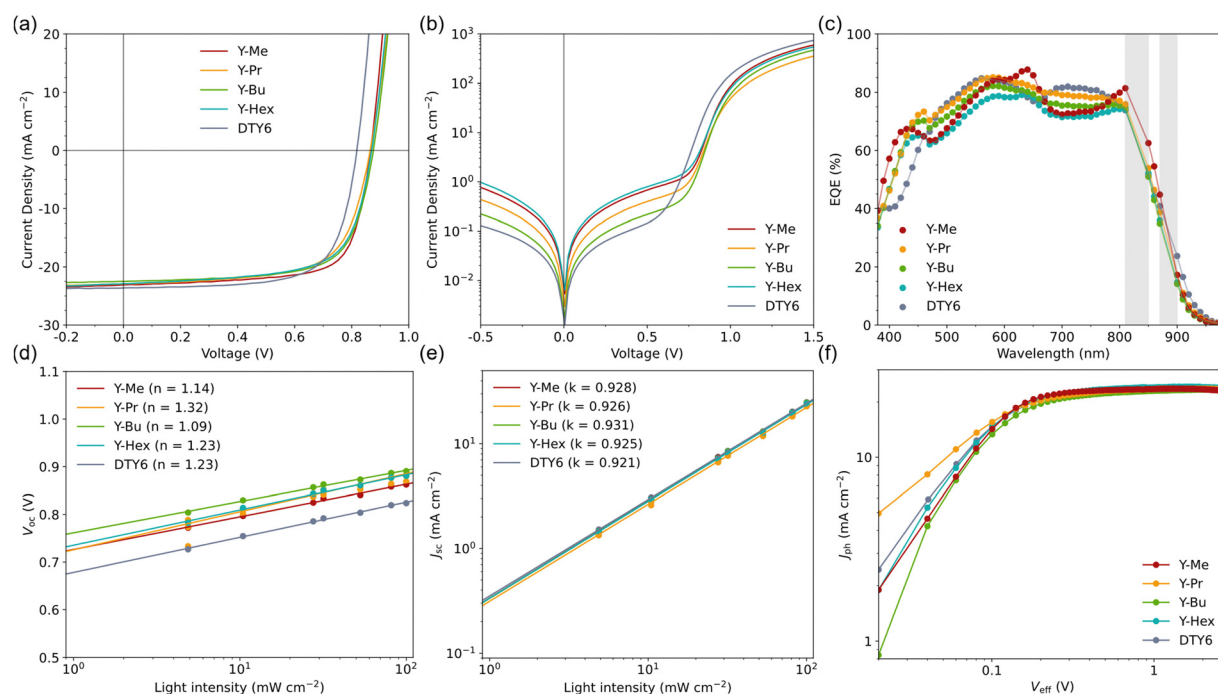 (a)
20
10
0
-10
-20
-30
Current Density (mA cm⁻²)
Y-Me
Y-Pr
Y-Bu
Y-Hex
DTY6
-0.2 0.0 0.2 0.4 0.6 0.8 1.0
Voltage (V)
(b)
10³
10²
10¹
10⁰
10⁻¹
10⁻²
Current Density (mA cm⁻²)
Y-Me
Y-Pr
Y-Bu
Y-Hex
DTY6
-0.5 0.0 0.5 1.0 1.5
Voltage (V)
(c)
100
80
60
40
20
0
EQE (%)
Y-Me
Y-Pr
Y-Bu
Y-Hex
DTY6
400 500 600 700 800 900
Wavelength (nm)
(d)
1.1
1.0
0.9
0.8
0.7
0.6
0.5
Voc (V)
Y-Me (n = 1.14)
Y-Pr (n = 1.32)
Y-Bu (n = 1.09)
Y-Hex (n = 1.23)
DTY6 (n = 1.23)
10⁰ 10¹ 10²
Light intensity (mW cm⁻²)
(e)
10¹
10⁰
10⁻¹
Jsc (mA cm⁻²)
Y-Me (k = 0.928)
Y-Pr (k = 0.926)
Y-Bu (k = 0.931)
Y-Hex (k = 0.925)
DTY6 (k = 0.921)
10⁰ 10¹ 10²
Light intensity (mW cm⁻²)
(f)
10
1
Jph (mA cm⁻²)
Y-Me
Y-Pr
Y-Bu
Y-Hex
DTY6
0.1 1
Veff (V)